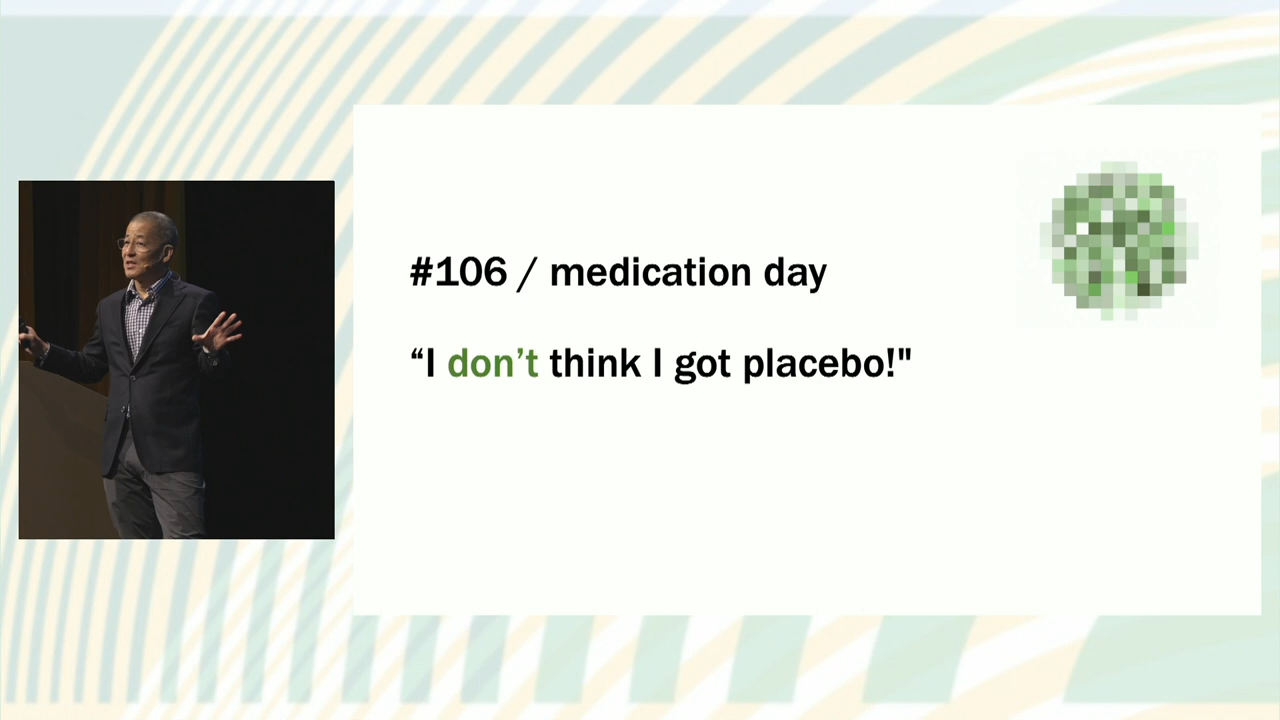 #106 / medication day
“I don’t think I got placebo!"